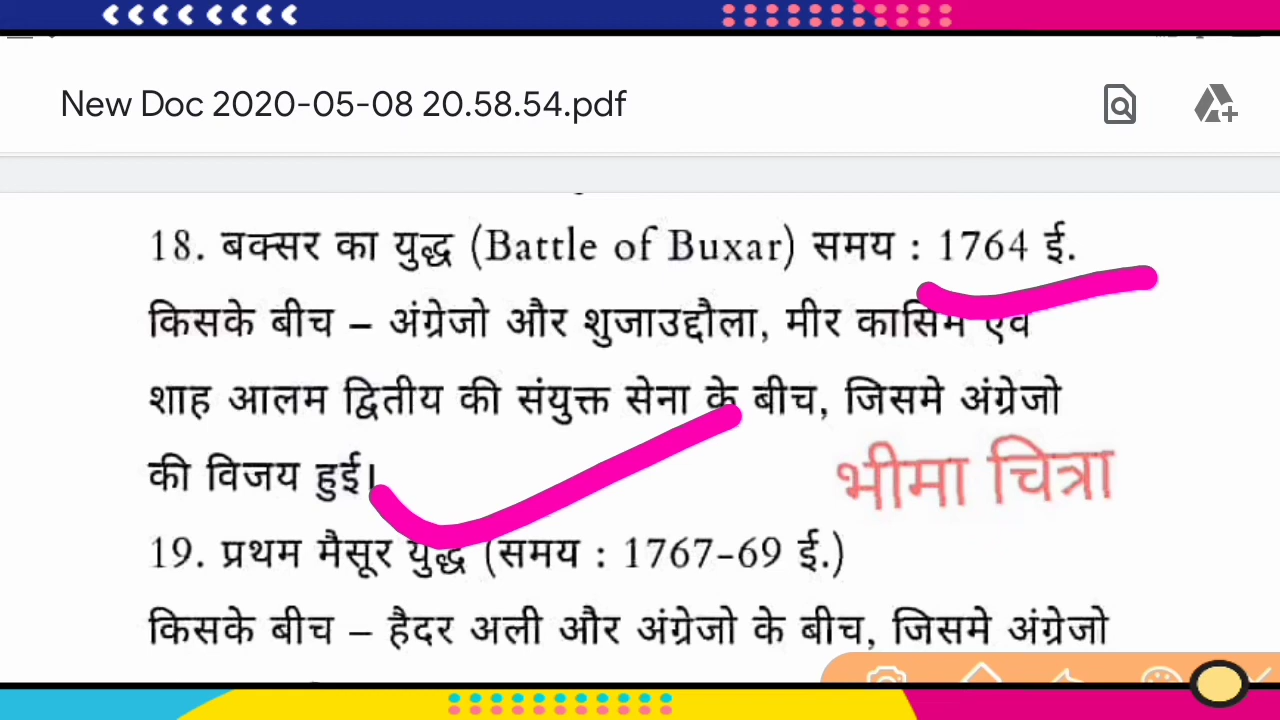 New Doc 2020-05-08 20.58.54.pdf
18. बक्सर का युद्ध (Battle of Buxar) समय : 1764 ई.
किसके बीच – अंग्रेजो और शुजाउद्दौला, मीर कासिम एवं
शाह आलम द्वितीय की संयुक्त सेना के बीच, जिसमे अंग्रेजो
की विजय हुई।
भीमा चित्रा
19. प्रथम मैसूर युद्ध (समय : 1767-69 ई.)
किसके बीच – हैदर अली और अंग्रेजो के बीच, जिसमे अंग्रेजो